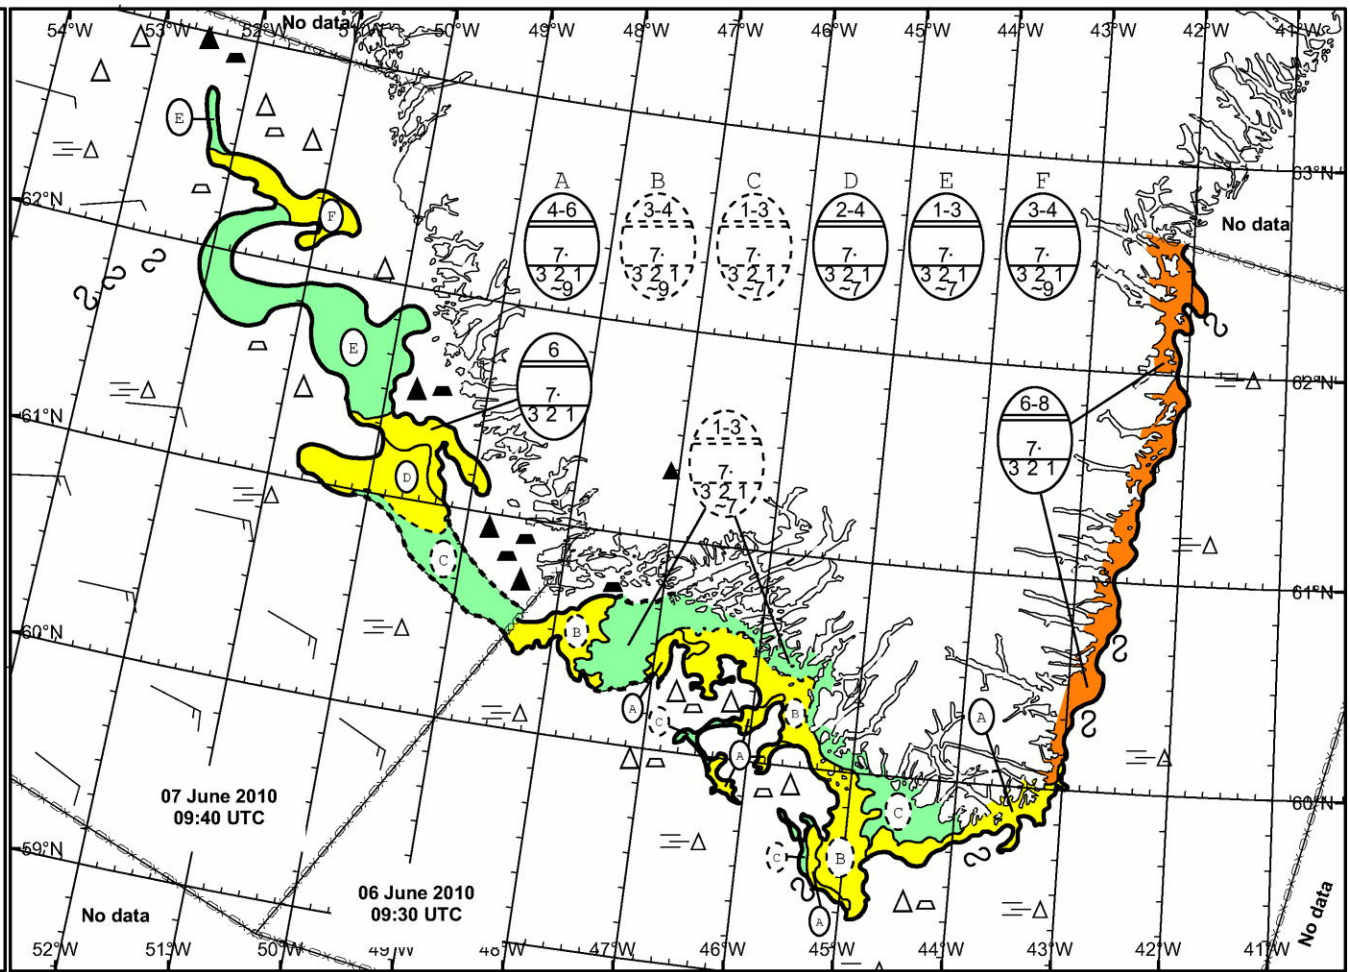 54°W 53°W 52°W No data 50°W 49°W 48°W 47°W 46°W 45°W 44°W 43°W 42°W 41°W
63°N
62°N
No data
A B C D E F
4-6 3-4 1-3 2-4 1-3 3-4
7· 7· 7· 7· 7· 7·
3 2 1 3 2 1 3 2 1 3 2 1 3 2 1 3 2 1
~9 ~9 ~7 ~7 ~7 ~9
E
F
E
6
7·
3 2 1
62°N
6-8
7·
3 2 1
1-3
7·
3 2 1
~7
61°N
D
C
61°N
60°N
B
A
C
B
A
A
60°N
C
C
B
A
07 June 2010
09:40 UTC
59°N
06 June 2010
09:30 UTC
No data
No data
52°W 51°W 50°W 49°W 48°W 47°W 46°W 45°W 44°W 43°W 42°W 41°W